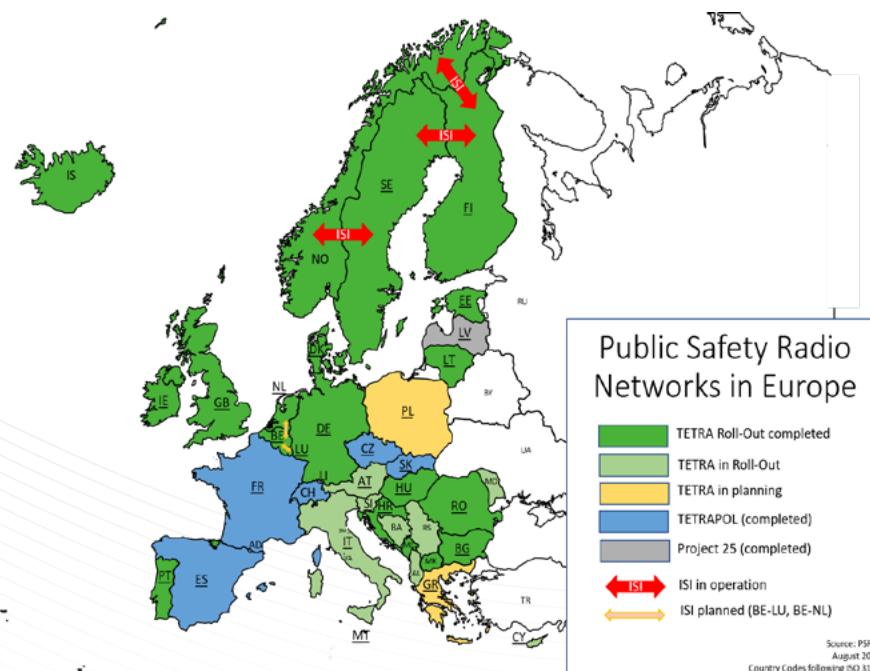 ISI
ISI
IS
SE
FI
ISI
NO
RU
EE
LV
DK
LT
NL
BY
IE
GB
PL
BE
DE
LU
CZ
UA
SK
FR
LI
AT
MD
CH
HU
SI
HR
RO
BA
RS
IT
AD
BG
MK
AL
PT
ES
GR
TR
MT
CY
Public Safety Radio
Networks in Europe
TETRA Roll-Out completed
TETRA in Roll-Out
TETRA in planning
TETRAPOL (completed)
Project 25 (completed)
ISI
ISI in operation
ISI planned (BE-LU, BE-NL)
Source:
August
Country Codes following ISO